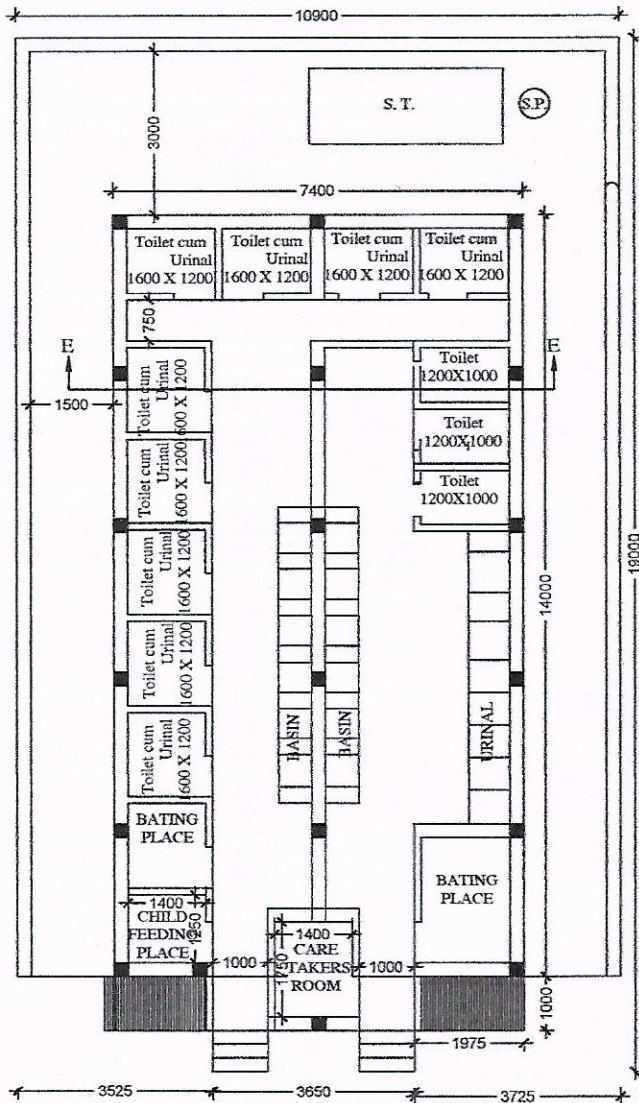 10900
S. T.
S.P.
3000
7400
Toilet cum
Urinal
1600 X 1200
Toilet cum
Urinal
1600 X 1200
Toilet cum
Urinal
1600 X 1200
Toilet cum
Urinal
1600 X 1200
750
E
E
1500
Toilet cum
Urinal
1600 X 1200
Toilet
1200X1000
Toilet
1200X1000
Toilet
1200X1000
Toilet cum
Urinal
1600 X 1200
Toilet cum
Urinal
1600 X 1200
Toilet cum
Urinal
1600 X 1200
Toilet cum
Urinal
1600 X 1200
14000
19000
BASIN
BASIN
URINAL
BATING
PLACE
BATING
PLACE
1400
1250
CHILD
FEEDING
PLACE
1000
1400
CARE
TAKERS
ROOM
1000
1000
1975
3525
3650
3725